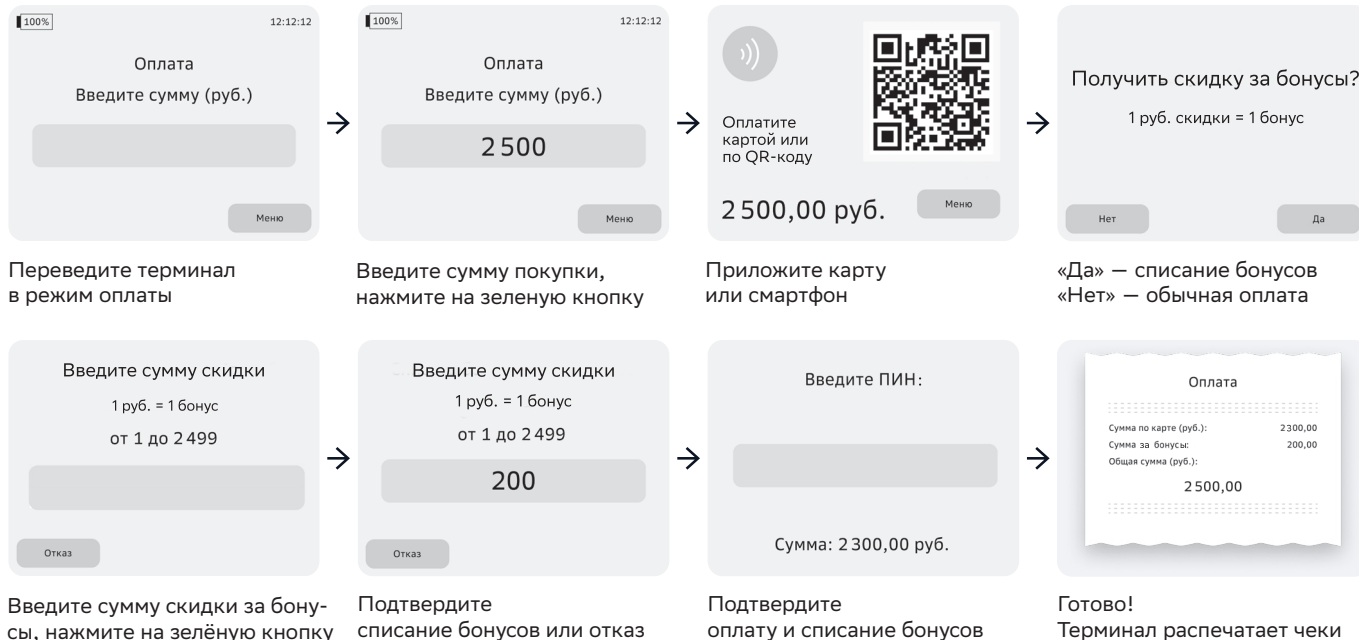 100%
12:12:12
Оплата
Введите сумму (руб.)
Меню
Переведите терминал
в режим оплаты
100%
12:12:12
Оплата
Введите сумму (руб.)
2 500
Меню
Введите сумму покупки,
нажмите на зеленую кнопку
Оплатите
картой или
по QR-коду
2 500,00 руб.
Меню
Приложите карту
или смартфон
Получить скидку за бонусы?
1 руб. скидки = 1 бонус
Нет
Да
«Да» — списание бонусов
«Нет» — обычная оплата
Введите сумму скидки
1 руб. = 1 бонус
от 1 до 2 499
Отказ
Введите сумму скидки за бону-
сы, нажмите на зелёную кнопку
Введите сумму скидки
1 руб. = 1 бонус
от 1 до 2 499
200
Отказ
Подтвердите
списание бонусов или отказ
Введите ПИН:
Сумма: 2 300,00 руб.
Подтвердите
оплату и списание бонусов
Оплата
Сумма по карте (руб.): 2300,00
Сумма за бонусы: 200,00
Общая сумма (руб.):
2 500,00
Готово!
Терминал распечатает чеки